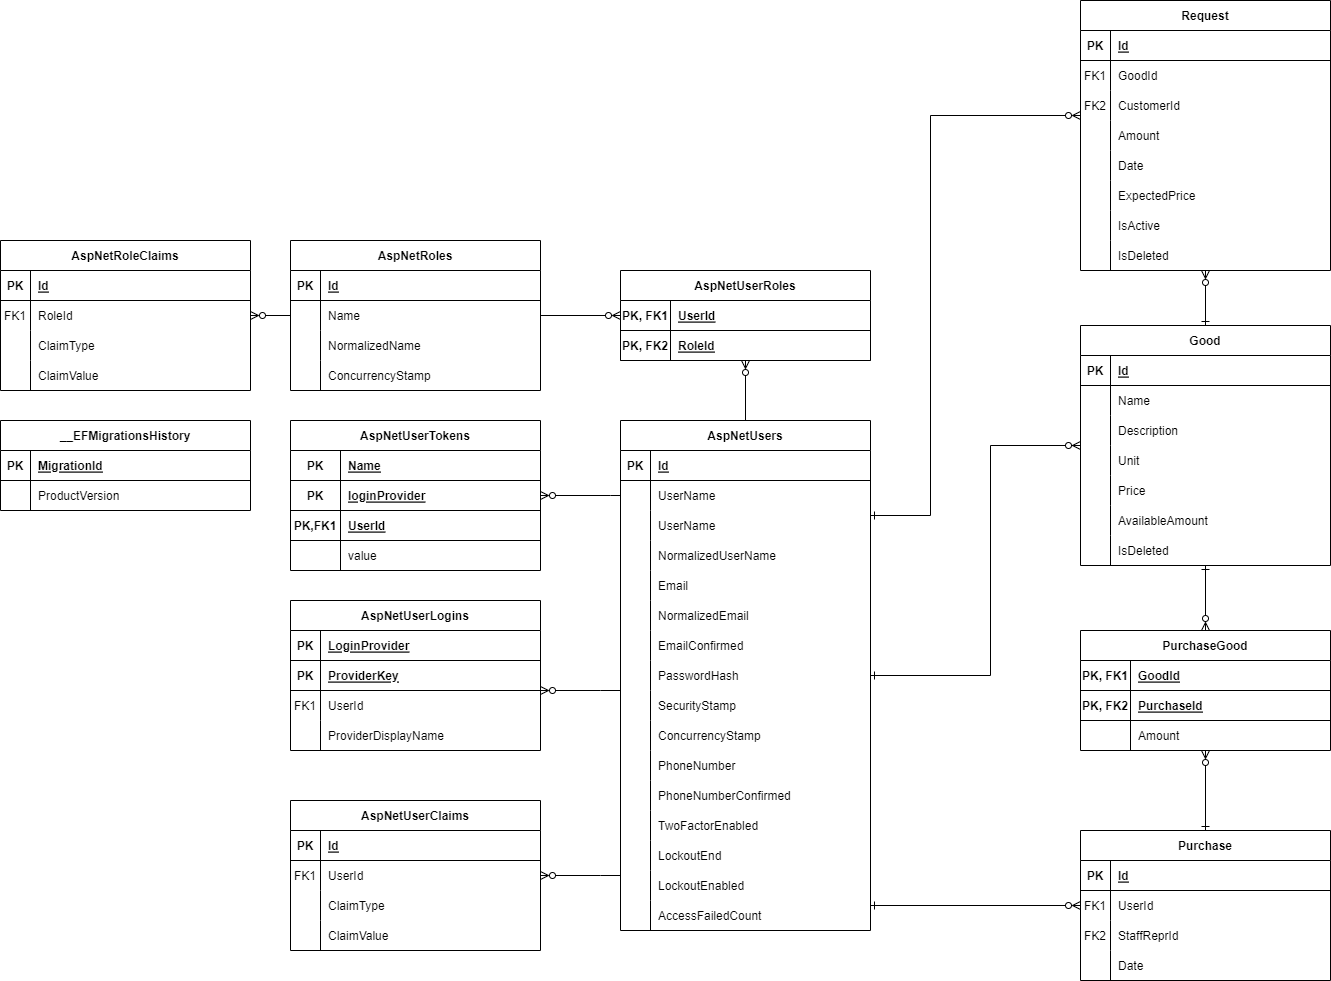 Request
PK Id
FK1 GoodId
FK2 CustomerId
Amount
Date
ExpectedPrice
IsActive
IsDeleted
AspNetRoleClaims
PK Id
FK1 RoleId
ClaimType
ClaimValue
AspNetRoles
PK Id
Name
NormalizedName
ConcurrencyStamp
AspNetUserRoles
PK, FK1 UserId
PK, FK2 RoleId
Good
PK Id
Name
Description
Unit
Price
AvailableAmount
IsDeleted
__EFMigrationsHistory
PK MigrationId
ProductVersion
AspNetUserTokens
PK Name
PK loginProvider
PK,FK1 UserId
value
AspNetUsers
PK Id
UserName
UserName
NormalizedUserName
Email
NormalizedEmail
EmailConfirmed
PasswordHash
SecurityStamp
ConcurrencyStamp
PhoneNumber
PhoneNumberConfirmed
TwoFactorEnabled
LockoutEnd
LockoutEnabled
AccessFailedCount
AspNetUserLogins
PK LoginProvider
PK ProviderKey
FK1 UserId
ProviderDisplayName
PurchaseGood
PK, FK1 GoodId
PK, FK2 PurchaseId
Amount
AspNetUserClaims
PK Id
FK1 UserId
ClaimType
ClaimValue
Purchase
PK Id
FK1 UserId
FK2 StaffReprId
Date